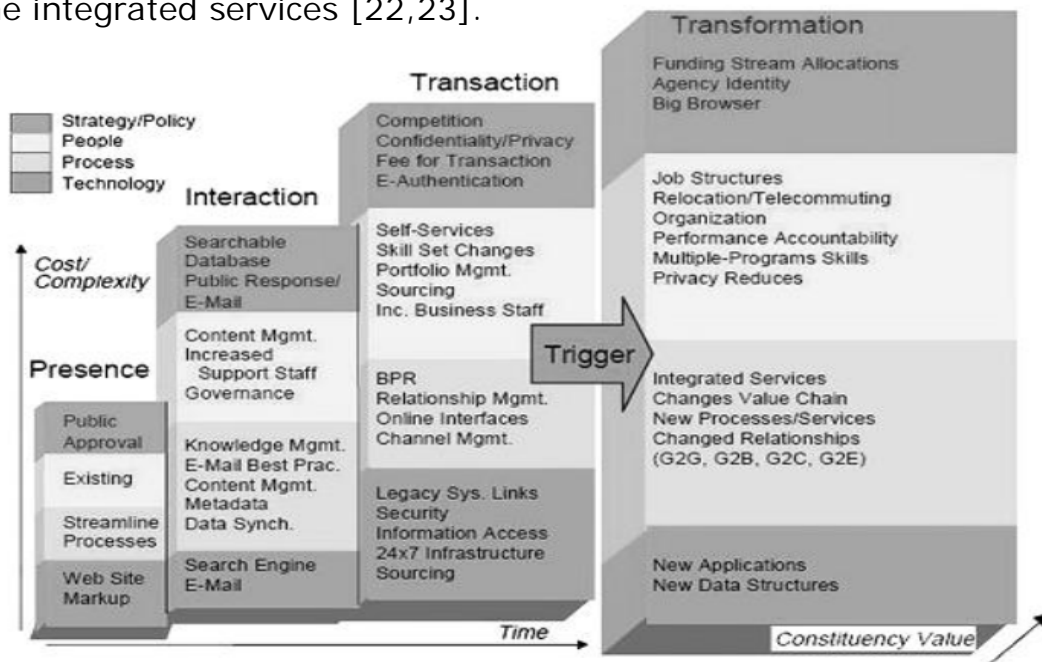 e integrated services [22,23].
Strategy/Policy
People
Process
Technology
Cost/
Complexity
Presence
Public
Approval
Existing
Streamline
Processes
Web Site
Markup
Interaction
Searchable
Database
Public Response/
E-Mail
Content Mgmt.
Increased
Support Staff
Governance
Knowledge Mgmt.
E-Mail Best Prac.
Content Mgmt.
Metadata
Data Synch.
Search Engine
E-Mail
Transaction
Competition
Confidentiality/Privacy
Fee for Transaction
E-Authentication
Self-Services
Skill Set Changes
Portfolio Mgmt.
Sourcing
Inc. Business Staff
BPR
Relationship Mgmt.
Online Interfaces
Channel Mgmt.
Legacy Sys. Links
Security
Information Access
24x7 Infrastructure
Sourcing
Trigger
Transformation
Funding Stream Allocations
Agency Identity
Big Browser
Job Structures
Relocation/Telecommuting
Organization
Performance Accountability
Multiple-Programs Skills
Privacy Reduces
Integrated Services
Changes Value Chain
New Processes/Services
Changed Relationships
(G2G, G2B, G2C, G2E)
New Applications
New Data Structures
Time
Constituency Value